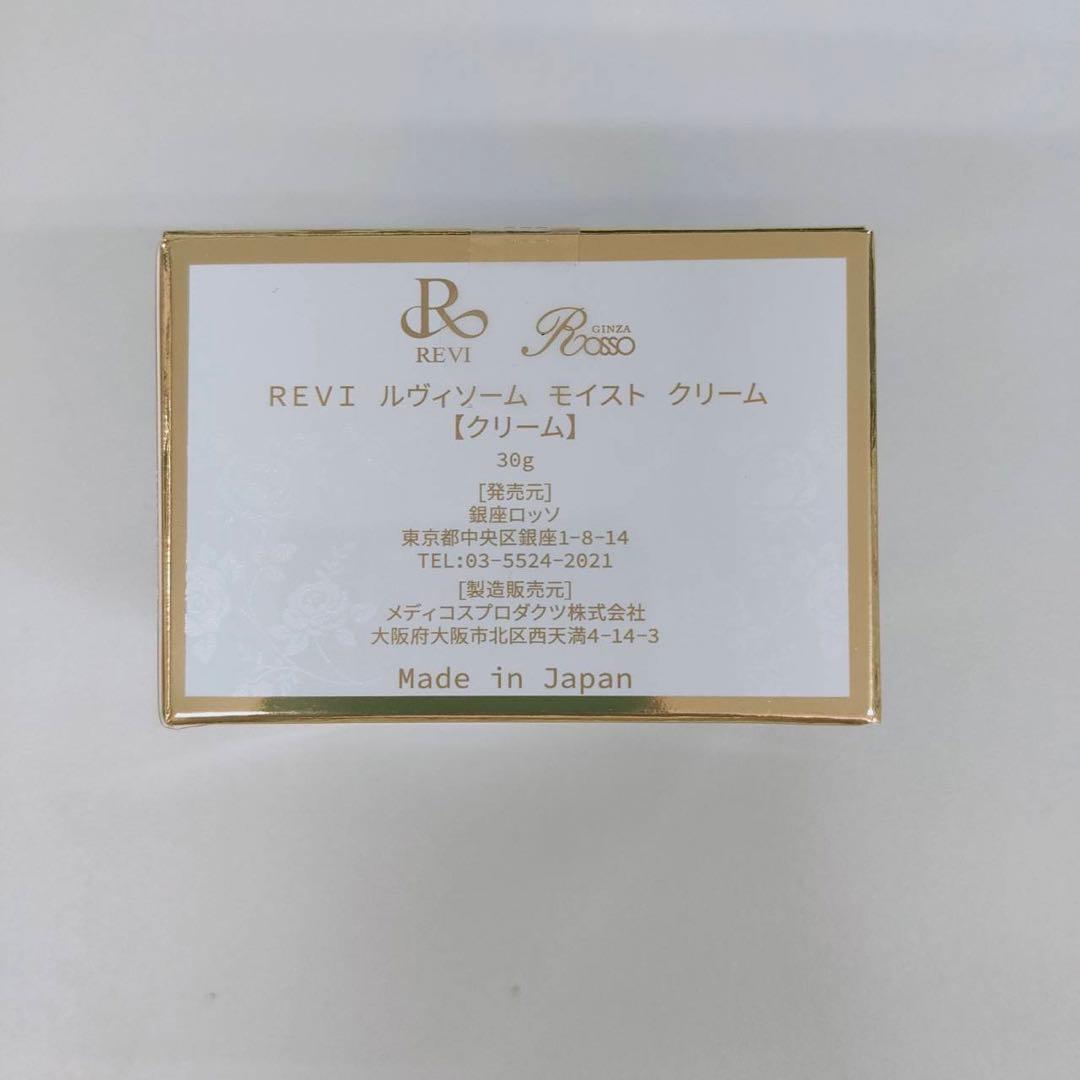 R
REVI
GINZA
Rosso
REVI ルヴィソーム モイスト クリーム
【クリーム】
30g
[発売元]
銀座ロッソ
東京都中央区銀座1-8-14
TEL:03-5524-2021
[製造販売元]
メディコスプロダクツ株式会社
大阪府大阪市北区西天満4-14-3
Made in Japan